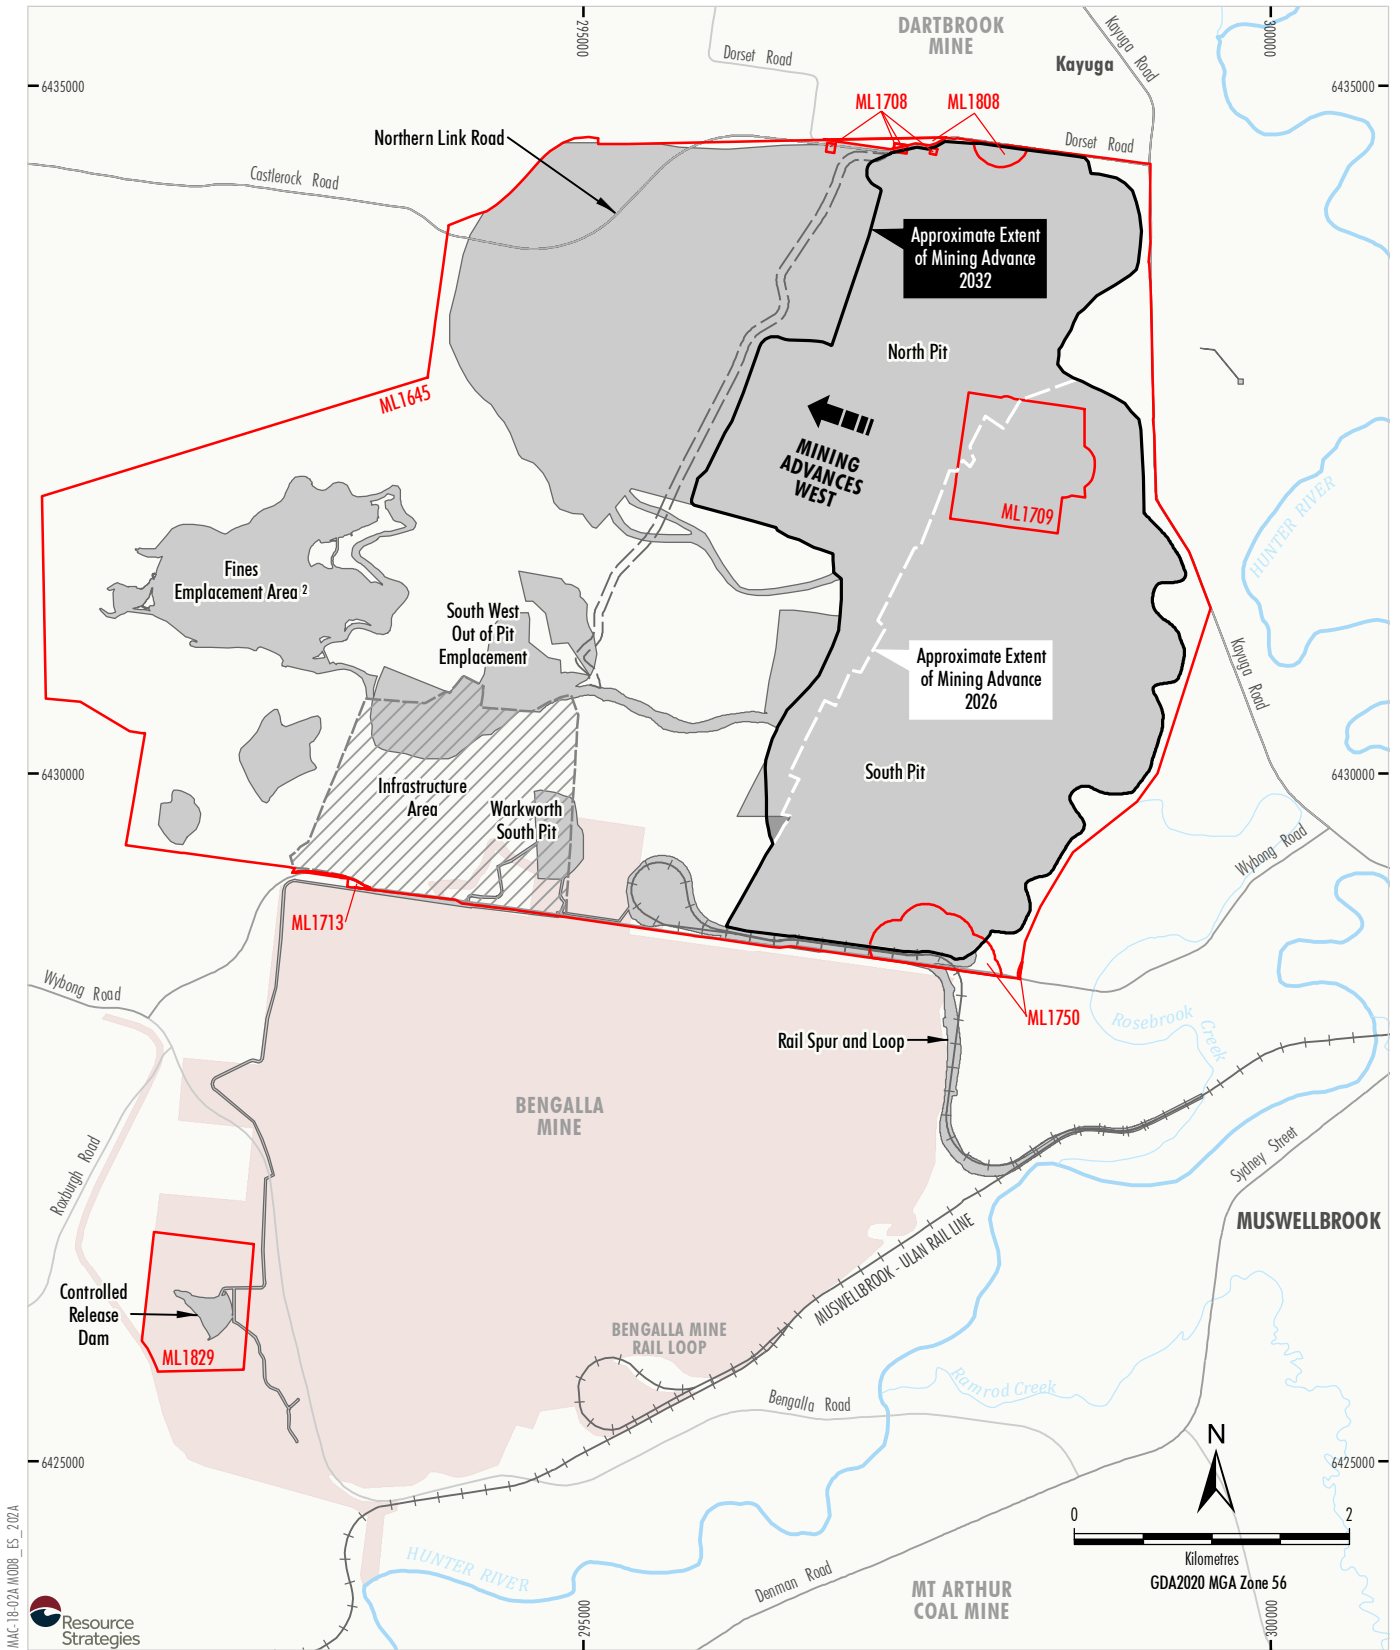 295000
300000
DARTBROOK
MINE
Dorset Road
Kayuga
Kayuga Road
6435000
6435000
ML1708
ML1808
Northern Link Road
Dorset Road
Castlerock Road
Approximate Extent
of Mining Advance
2032
North Pit
ML1645
MINING
ADVANCES
WEST
ML1709
HUNTER RIVER
Fines
Emplacement Area 2
South West
Out of Pit
Emplacement
Approximate Extent
of Mining Advance
2026
Kayuga Road
6430000
6430000
South Pit
Infrastructure
Area
Warkworth
South Pit
Wybong Road
ML1713
Wybong Road
ML1750
Rosebrook Creek
Rail Spur and Loop
BENGALLA
MINE
Roxburgh Road
Sydney Street
MUSWELLBROOK
MUSWELLBROOK - ULAN RAIL LINE
Controlled
Release
Dam
BENGALLA MINE
RAIL LOOP
ML1829
Ramrod Creek
Bengalla Road
N
6425000
6425000
0 2
Kilometres
GDA2020 MGA Zone 56
HUNTER RIVER
Denman Road
MT ARTHUR
COAL MINE
MAC-18-02A MOD8_ES_202A
Resource
Strategies
295000
300000